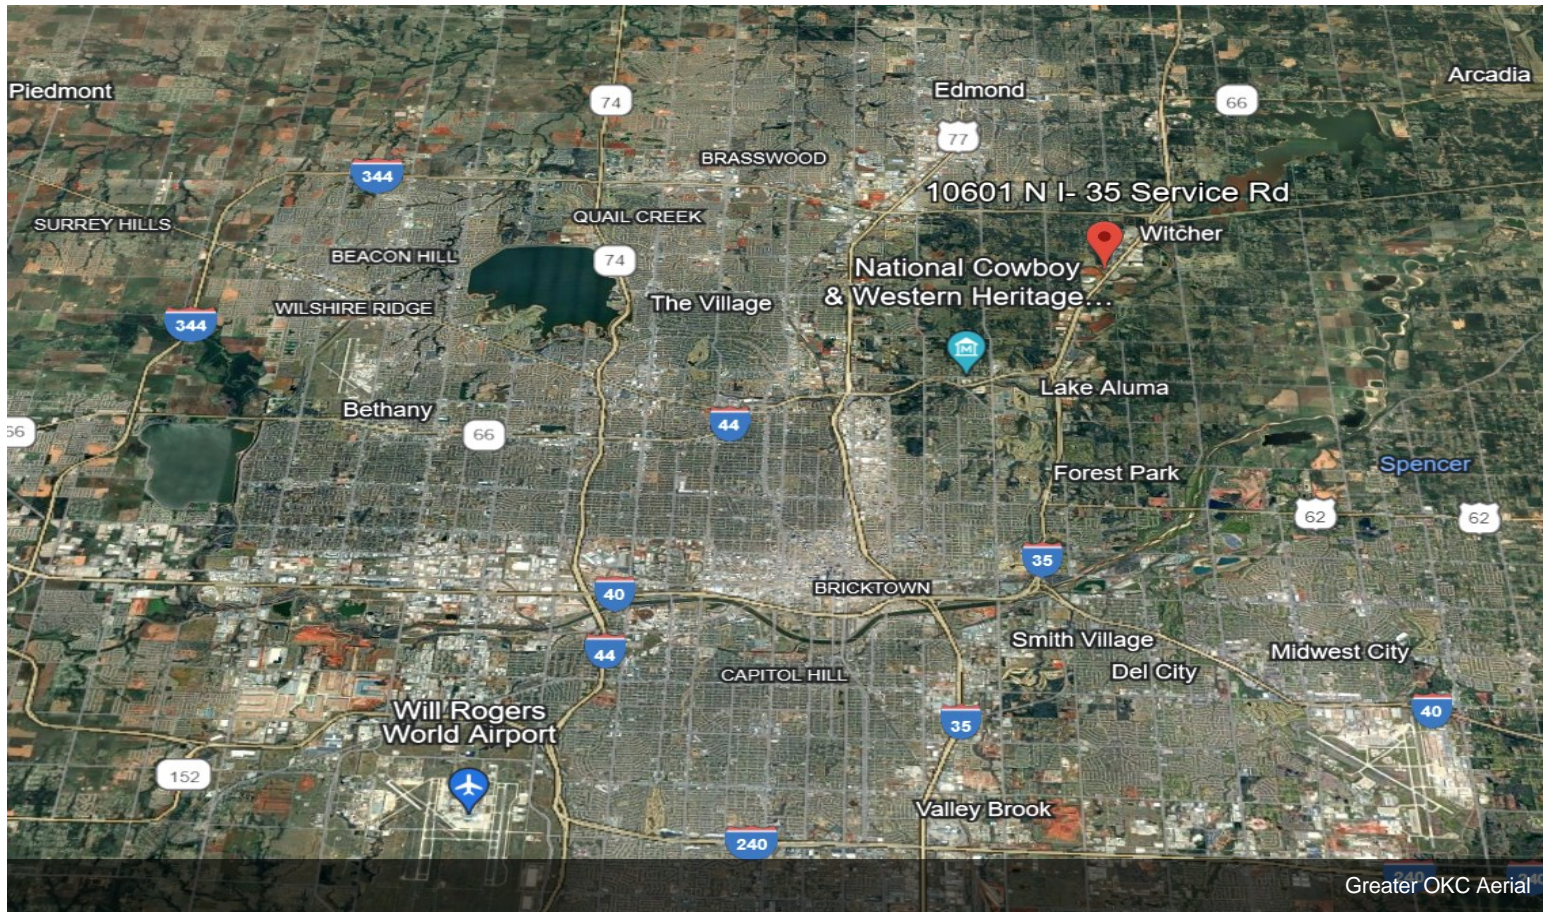 Piedmont
Arcadia
Edmond
74
66
77
BRASSWOOD
344
10601 N I- 35 Service Rd
QUAIL CREEK
SURREY HILLS
Witcher
BEACON HILL
74
National Cowboy
& Western Heritage...
WILSHIRE RIDGE
The Village
344
M
Lake Aluma
Bethany
44
66
66
Spencer
Forest Park
62
62
35
BRICKTOWN
40
Smith Village
44
Midwest City
Del City
CAPITOL HILL
Will Rogers
World Airport
40
35
152
Valley Brook
240
240
240
Greater OKC Aerial